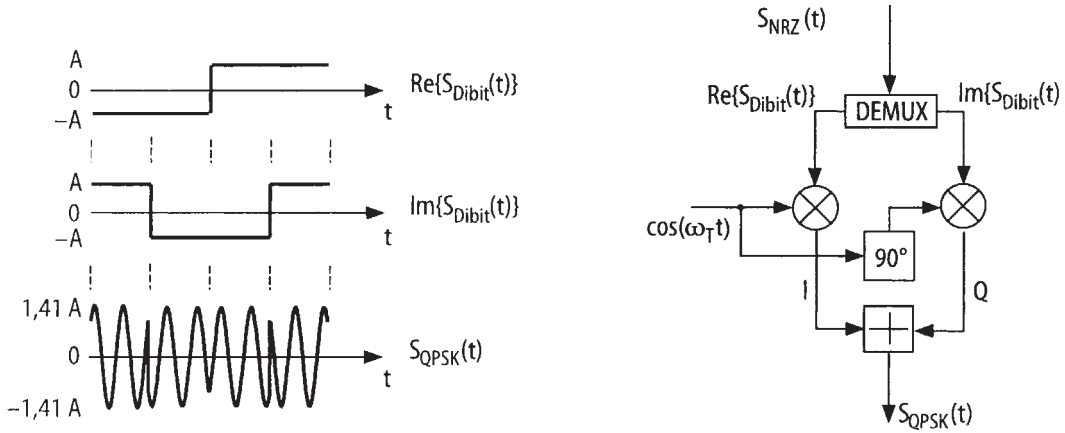 A
0
–A
t
Re{S_Dibit(t)}
A
0
–A
t
Im{S_Dibit(t)}
1,41 A
0
–1,41 A
t
S_QPSK(t)
S_NRZ(t)
Re{S_Dibit(t)}
DEMUX
Im{S_Dibit(t)
cos(ω_T t)
90°
I
Q
S_QPSK(t)